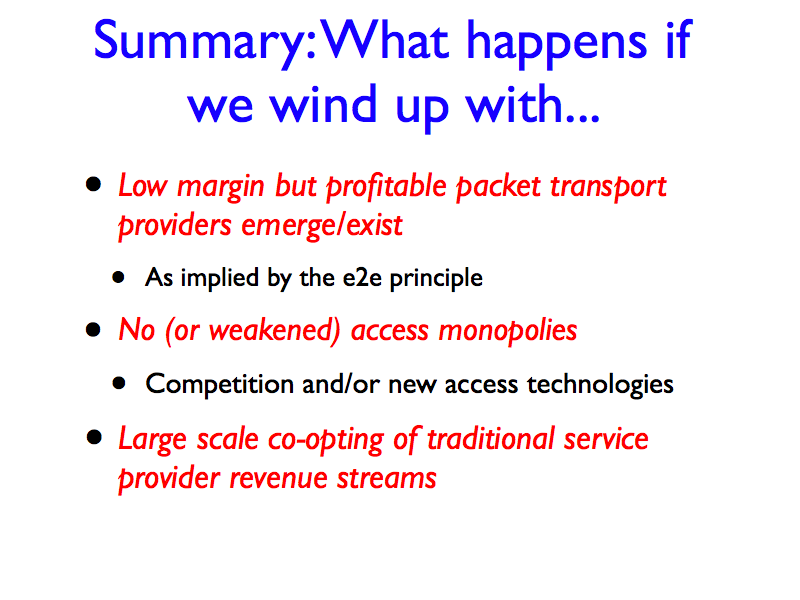 Summary: What happens if
we wind up with...
• Low margin but profitable packet transport
providers emerge/exist
• As implied by the e2e principle
• No (or weakened) access monopolies
• Competition and/or new access technologies
• Large scale co-opting of traditional service
provider revenue streams